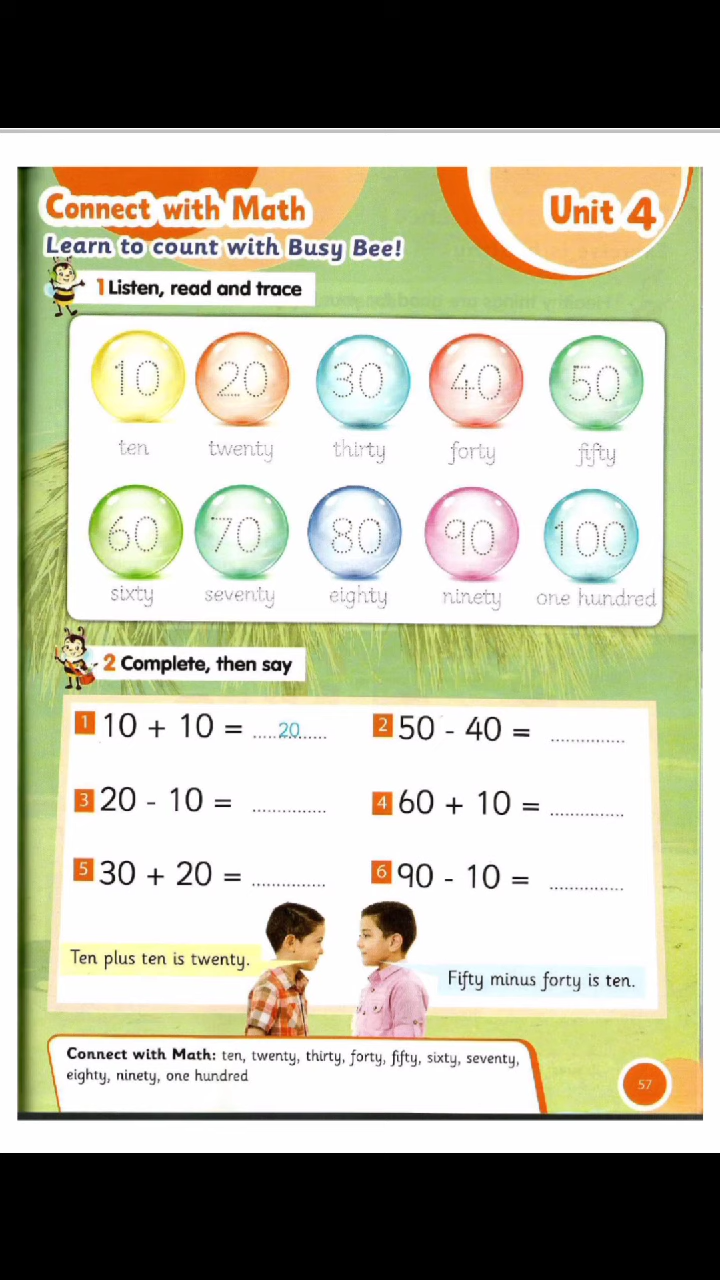 Connect with Math
Unit 4
Learn to count with Busy Bee!
1 Listen, read and trace
10 20 30 40 50
ten twenty thirty forty fifty
60 70 80 90 100
sixty seventy eighty ninety one hundred
2 Complete, then say
1 10 + 10 = ....20......
2 50 - 40 = ..............
3 20 - 10 = ..............
4 60 + 10 = ..............
5 30 + 20 = ..............
6 90 - 10 = ..............
Ten plus ten is twenty.
Fifty minus forty is ten.
Connect with Math: ten, twenty, thirty, forty, fifty, sixty, seventy,
eighty, ninety, one hundred
57